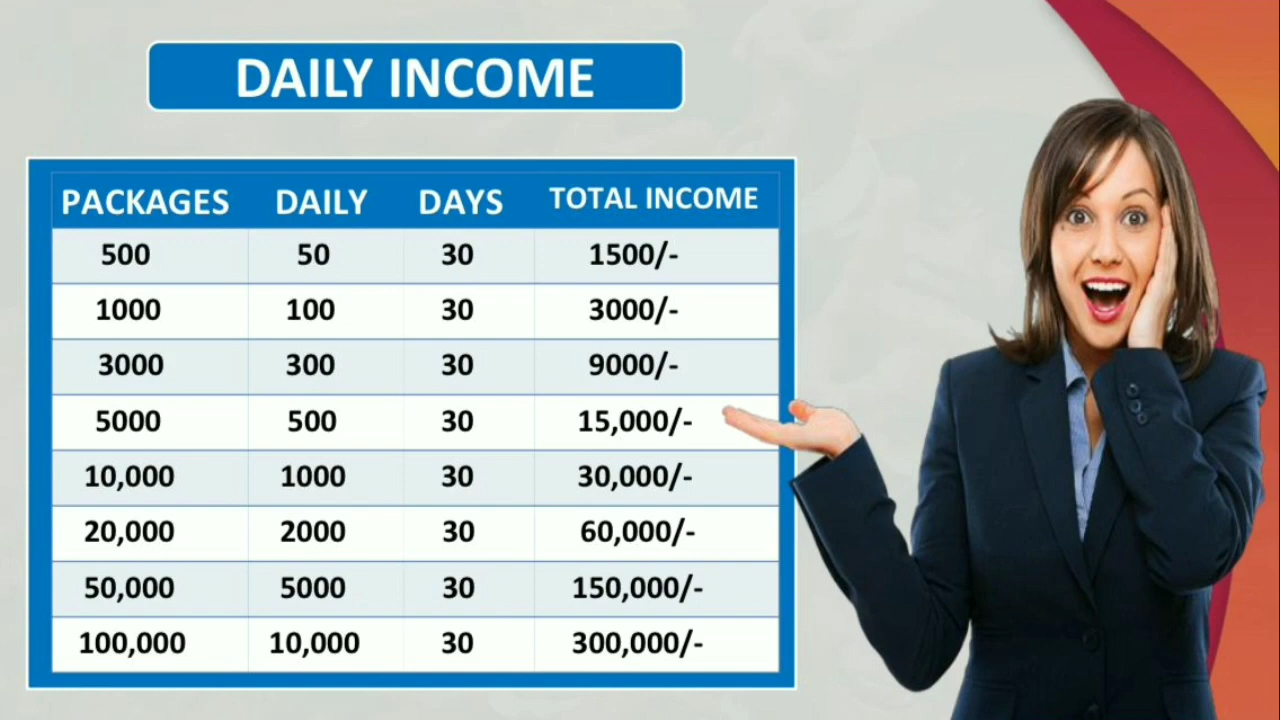 DAILY INCOME
PACKAGES DAILY DAYS TOTAL INCOME
500 50 30 1500/-
1000 100 30 3000/-
3000 300 30 9000/-
5000 500 30 15,000/-
10,000 1000 30 30,000/-
20,000 2000 30 60,000/-
50,000 5000 30 150,000/-
100,000 10,000 30 300,000/-